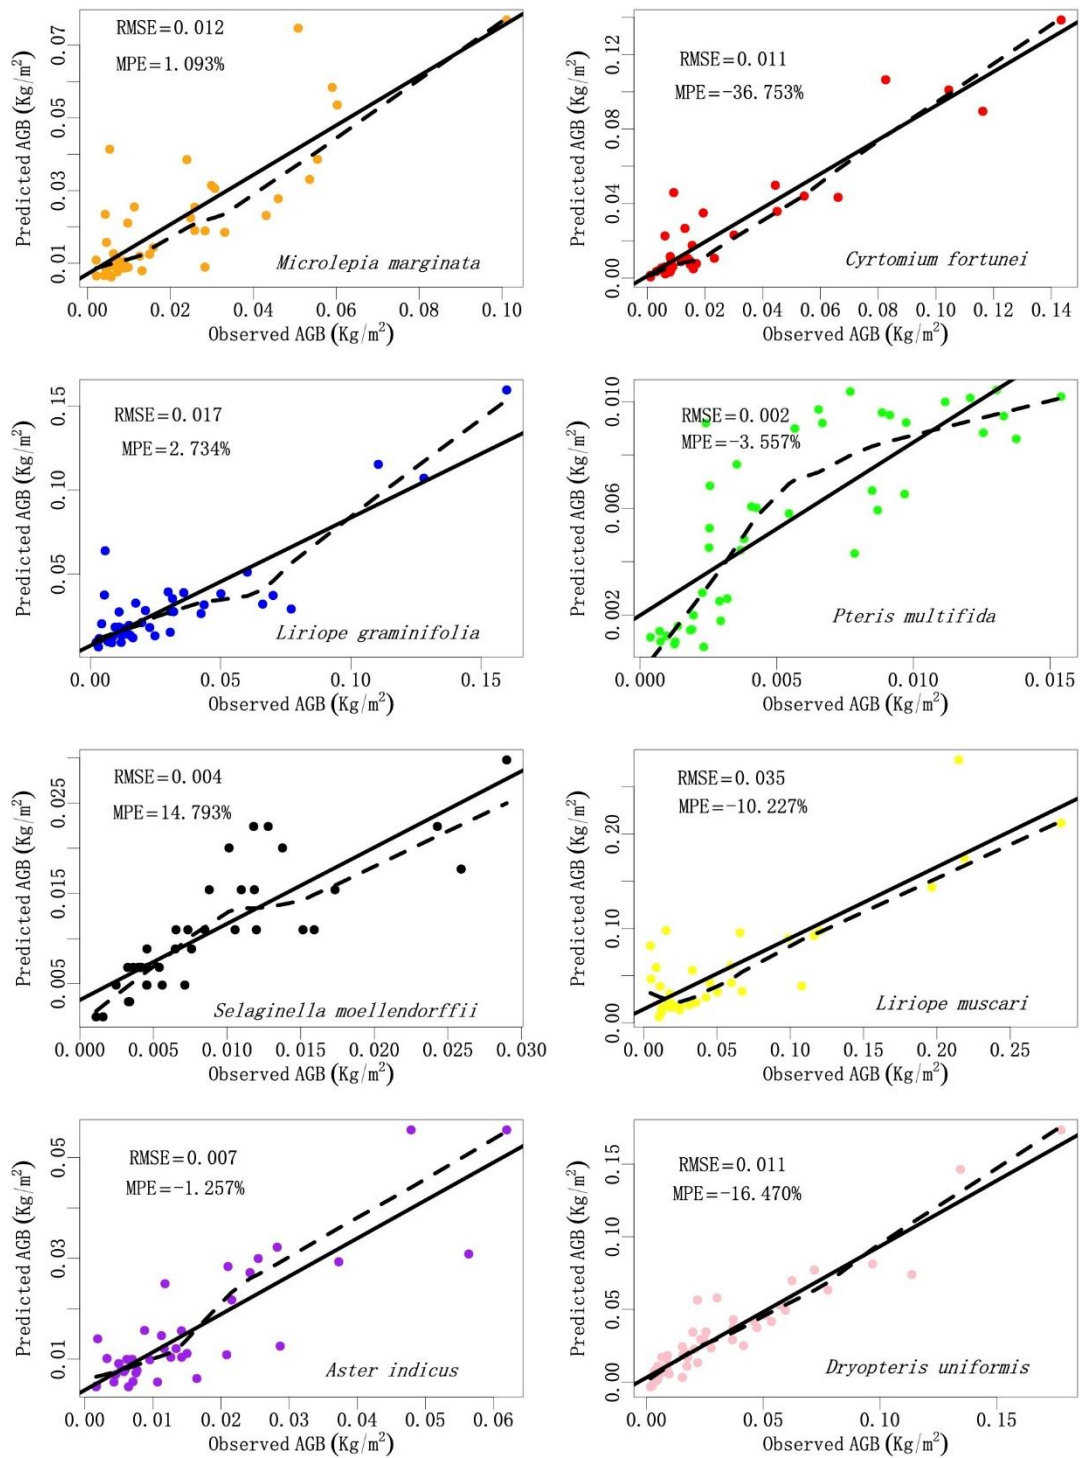 RMSE=0.012
MPE=1.093%
Predicted AGB (Kg/m²)
0.01 0.03 0.05 0.07
Microlepia marginata
0.00 0.02 0.04 0.06 0.08 0.10
Observed AGB (Kg/m²)
RMSE=0.011
MPE=-36.753%
Predicted AGB (Kg/m²)
0.00 0.04 0.08 0.12
Cyrtomium fortunei
0.00 0.02 0.04 0.06 0.08 0.10 0.12 0.14
Observed AGB (Kg/m²)
RMSE=0.017
MPE=2.734%
Predicted AGB (Kg/m²)
0.05 0.10 0.15
Liriope graminifolia
0.00 0.05 0.10 0.15
Observed AGB (Kg/m²)
RMSE=0.002
MPE=-3.557%
Predicted AGB (Kg/m²)
0.002 0.006 0.010
Pteris multifida
0.000 0.005 0.010 0.015
Observed AGB (Kg/m²)
RMSE=0.004
MPE=14.793%
Predicted AGB (Kg/m²)
0.005 0.015 0.025
Selaginella moellendorffii
0.000 0.005 0.010 0.015 0.020 0.025 0.030
Observed AGB (Kg/m²)
RMSE=0.035
MPE=-10.227%
Predicted AGB (Kg/m²)
0.00 0.10 0.20
Liriope muscari
0.00 0.05 0.10 0.15 0.20 0.25
Observed AGB (Kg/m²)
RMSE=0.007
MPE=-1.257%
Predicted AGB (Kg/m²)
0.01 0.03 0.05
Aster indicus
0.00 0.01 0.02 0.03 0.04 0.05 0.06
Observed AGB (Kg/m²)
RMSE=0.011
MPE=-16.470%
Predicted AGB (Kg/m²)
0.00 0.05 0.10 0.15
Dryopteris uniformis
0.00 0.05 0.10 0.15
Observed AGB (Kg/m²)